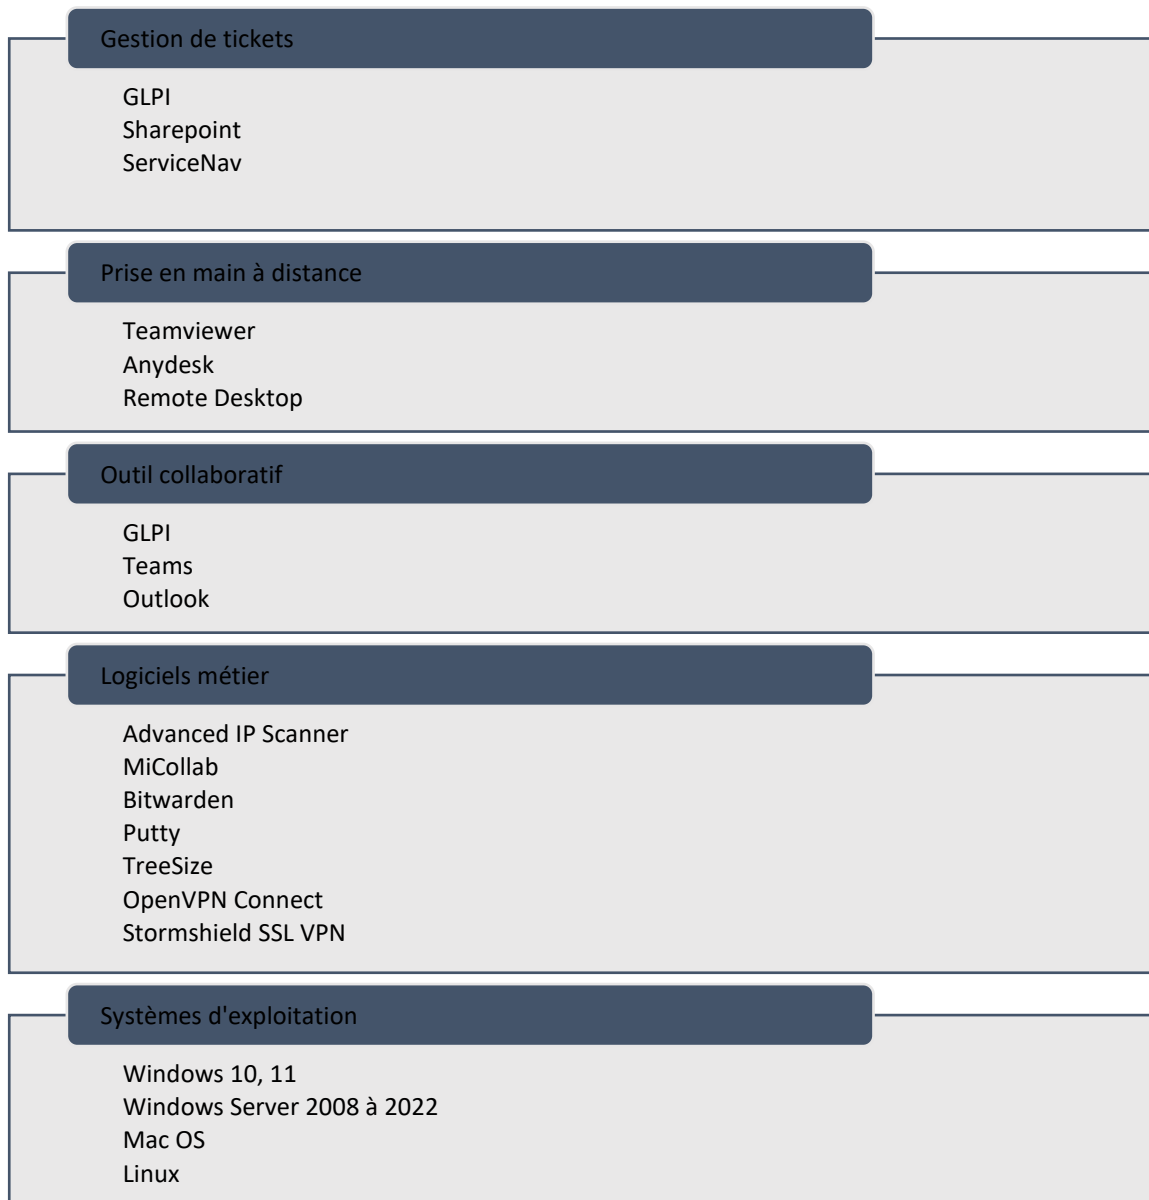 Gestion de tickets
GLPI
Sharepoint
ServiceNav
Prise en main à distance
Teamviewer
Anydesk
Remote Desktop
Outil collaboratif
GLPI
Teams
Outlook
Logiciels métier
Advanced IP Scanner
MiCollab
Bitwarden
Putty
TreeSize
OpenVPN Connect
Stormshield SSL VPN
Systèmes d'exploitation
Windows 10, 11
Windows Server 2008 à 2022
Mac OS
Linux